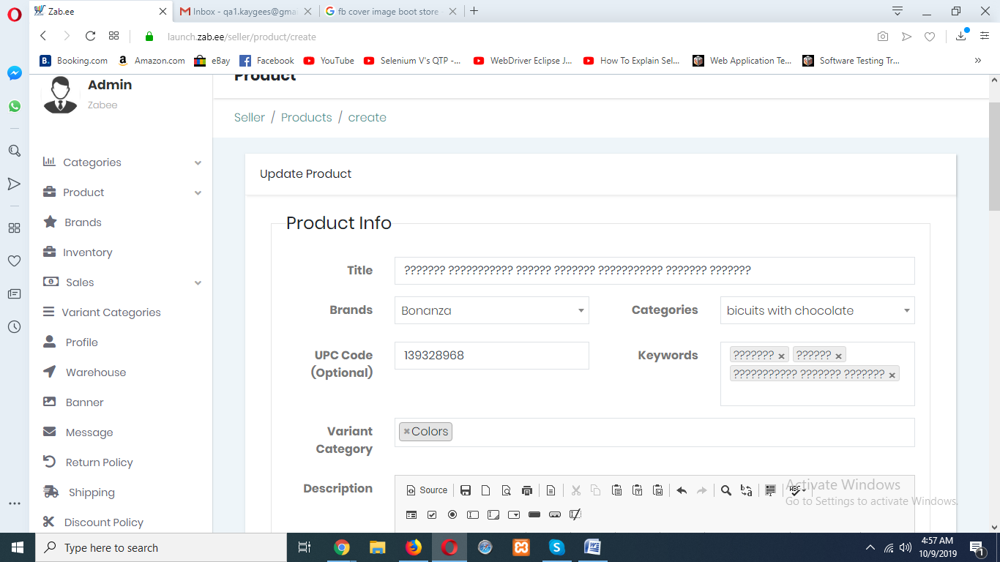 Zab.ee
Inbox - qa1.kaygees@gma
fb cover image boot store -
launch.zab.ee/seller/product/create
Booking.com
Amazon.com
eBay
Facebook
YouTube
Selenium V's QTP -...
WebDriver Eclipse J...
How To Explain Sel...
Web Application Te...
Software Testing Tr...
Product
Admin
Zabee
Seller / Products / create
Categories
Product
Brands
Inventory
Sales
Variant Categories
Profile
Warehouse
Banner
Message
Return Policy
Shipping
Discount Policy
Update Product
Product Info
Title ??????? ??????????? ?????? ??????? ??????????? ??????? ???????
Brands Bonanza
Categories bicuits with chocolate
UPC Code
(Optional) 139328968
Keywords ??????? × ?????? ×
??????????? ??????? ??????? ×
Variant
Category ×Colors
Description Source
Activate Windows
Go to Settings to activate Windows.
Type here to search
4:57 AM
10/9/2019
1